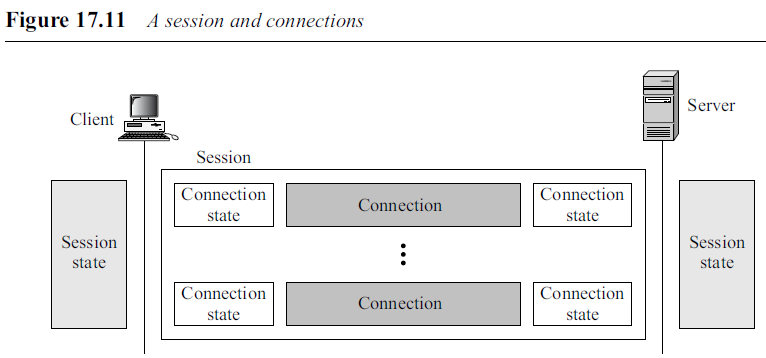 Figure 17.11 A session and connections
Client
Server
Session
Session
state
Connection
state
Connection
Connection
state
Session
state
Connection
state
Connection
Connection
state